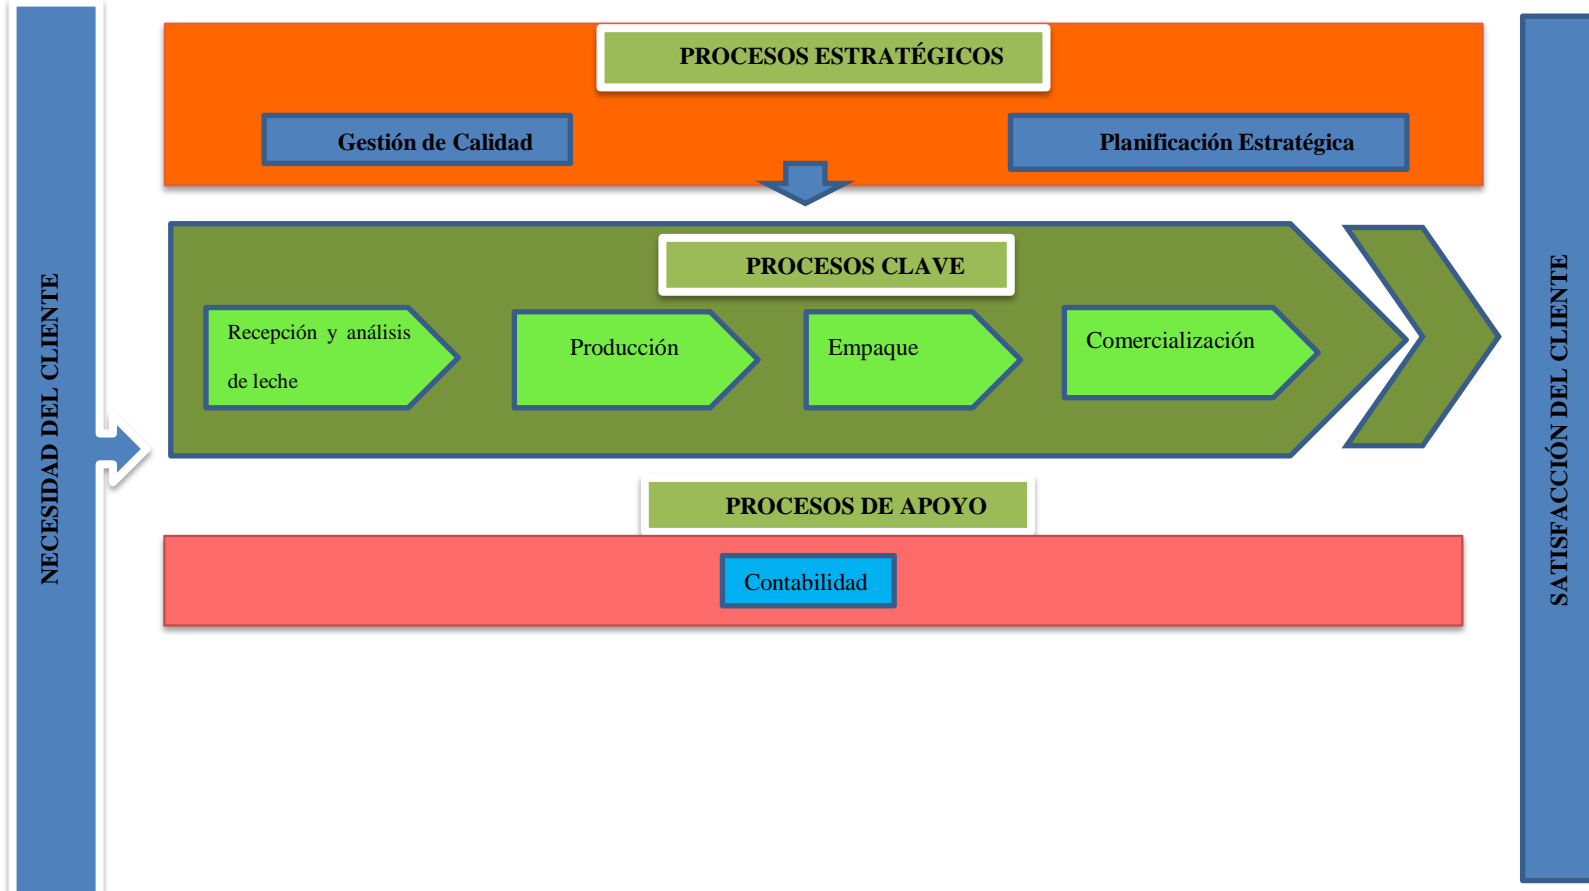 NECESIDAD DEL CLIENTE
PROCESOS ESTRATÉGICOS
Gestión de Calidad
Planificación Estratégica
PROCESOS CLAVE
Recepción y análisis
de leche
Producción
Empaque
Comercialización
PROCESOS DE APOYO
Contabilidad
SATISFACCIÓN DEL CLIENTE